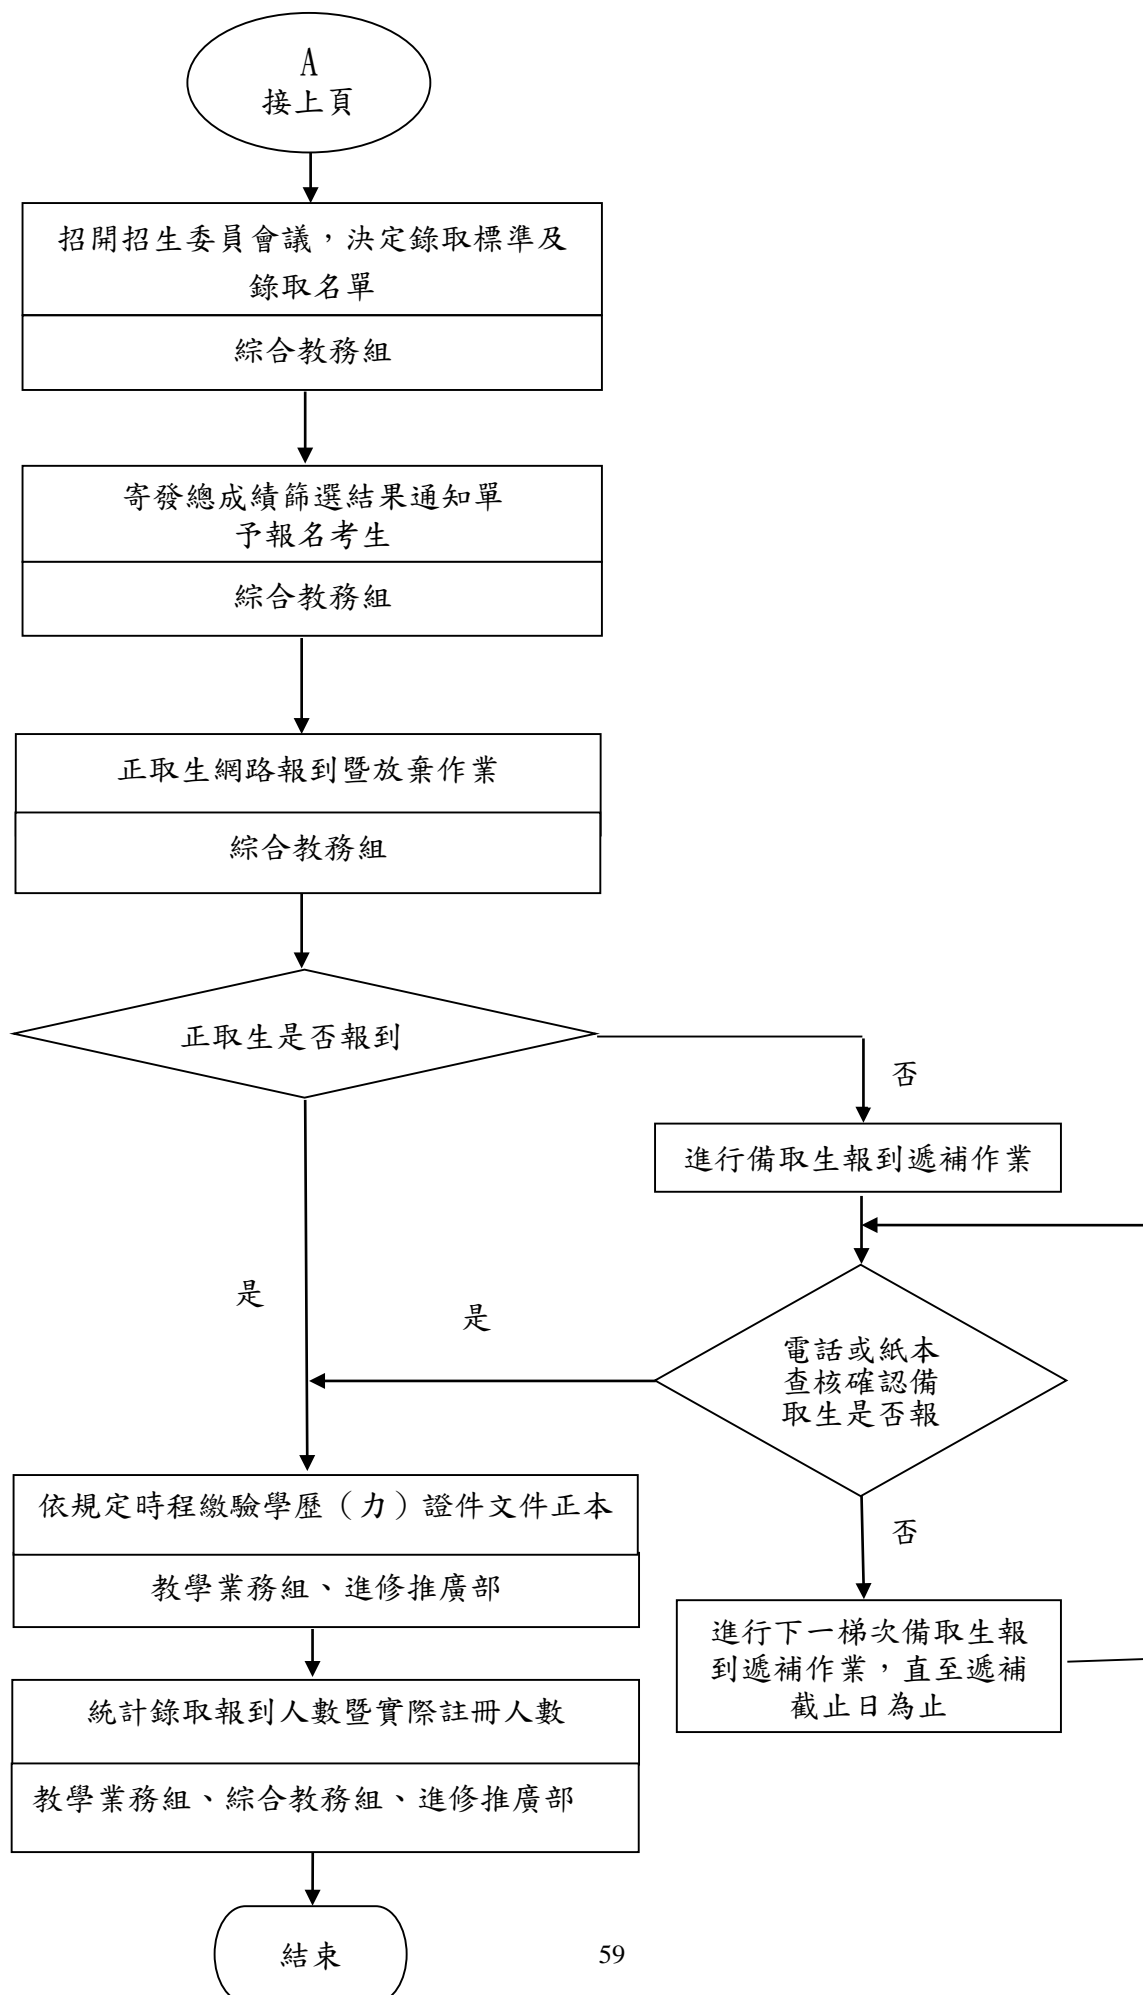 A
接上頁
招開招生委員會議，決定錄取標準及
錄取名單
綜合教務組
寄發總成績篩選結果通知單
予報名考生
綜合教務組
正取生網路報到暨放棄作業
綜合教務組
正取生是否報到
否
進行備取生報到遞補作業
是
是
電話或紙本
查核確認備
取生是否報
依規定時程繳驗學歷（力）證件文件正本
教學業務組、進修推廣部
否
進行下一梯次備取生報
到遞補作業，直至遞補
截止日為止
統計錄取報到人數暨實際註冊人數
教學業務組、綜合教務組、進修推廣部
結束
59